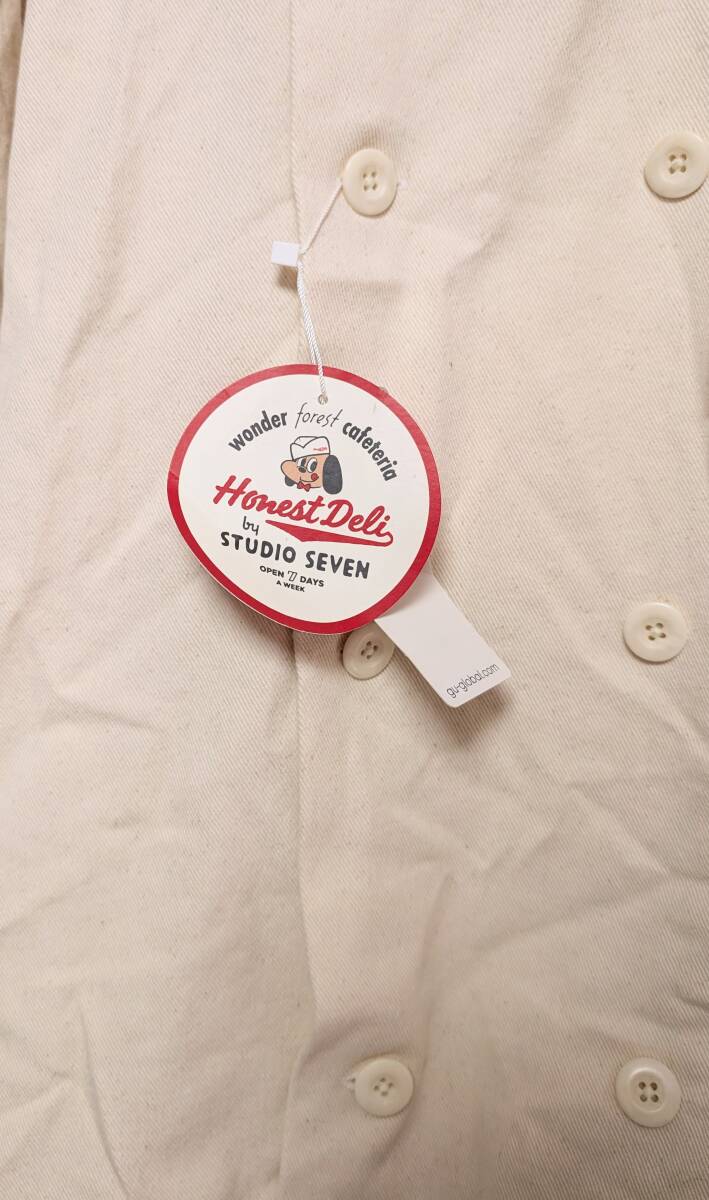 wonder forest cafeteria
Honest Deli
by
STUDIO SEVEN
OPEN 7 DAYS
A WEEK
gu-global.com